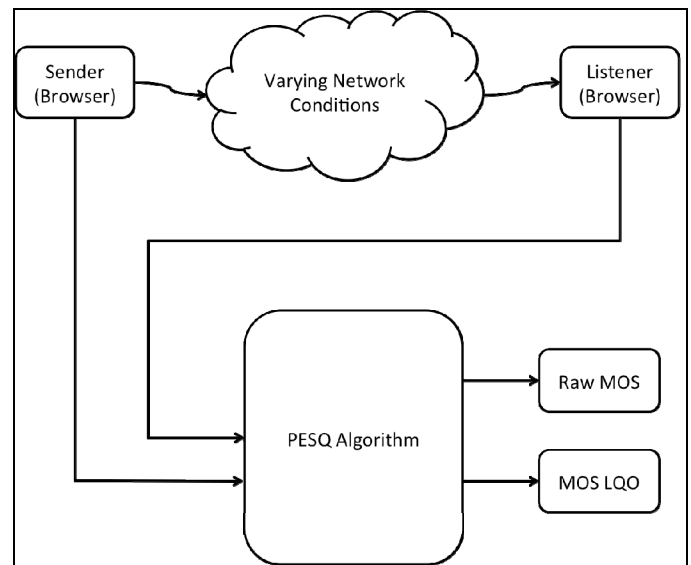 Sender
(Browser)
Varying Network
Conditions
Listener
(Browser)
PESQ Algorithm
Raw MOS
MOS LQO